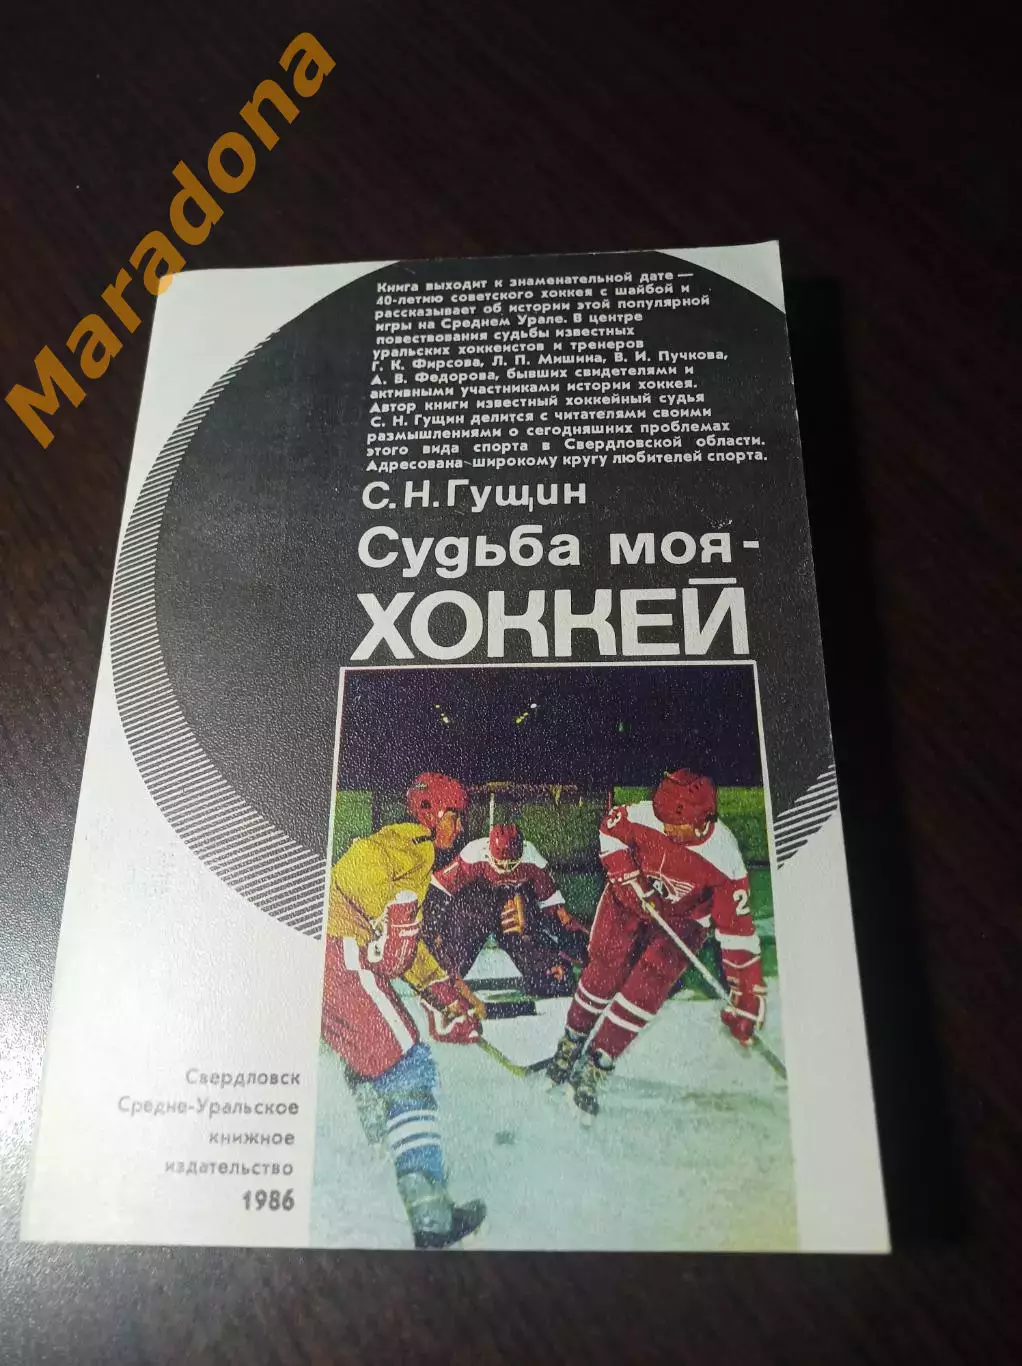 Maradona
Книга выходит к знаменательной дате —
40-летию советского хоккея с шайбой и
рассказывает об истории этой популярной
игры на Среднем Урале. В центре
повествования судьбы известных
уральских хоккеистов и тренеров
Г. К. Фирсова, Л. П. Мишина, В. И. Пучкова,
А. В. Федорова, бывших свидетелями и
активными участниками истории хоккея.
Автор книги известный хоккейный судья
С. Н. Гущин делится с читателями своими
размышлениями о сегодняшних проблемах
этого вида спорта в Свердловской области.
Адресована широкому кругу любителей спорта.
С. Н. Гущин
Судьба моя -
ХОККЕЙ
23
Свердловск
Средне-Уральское
книжное
издательство
1986